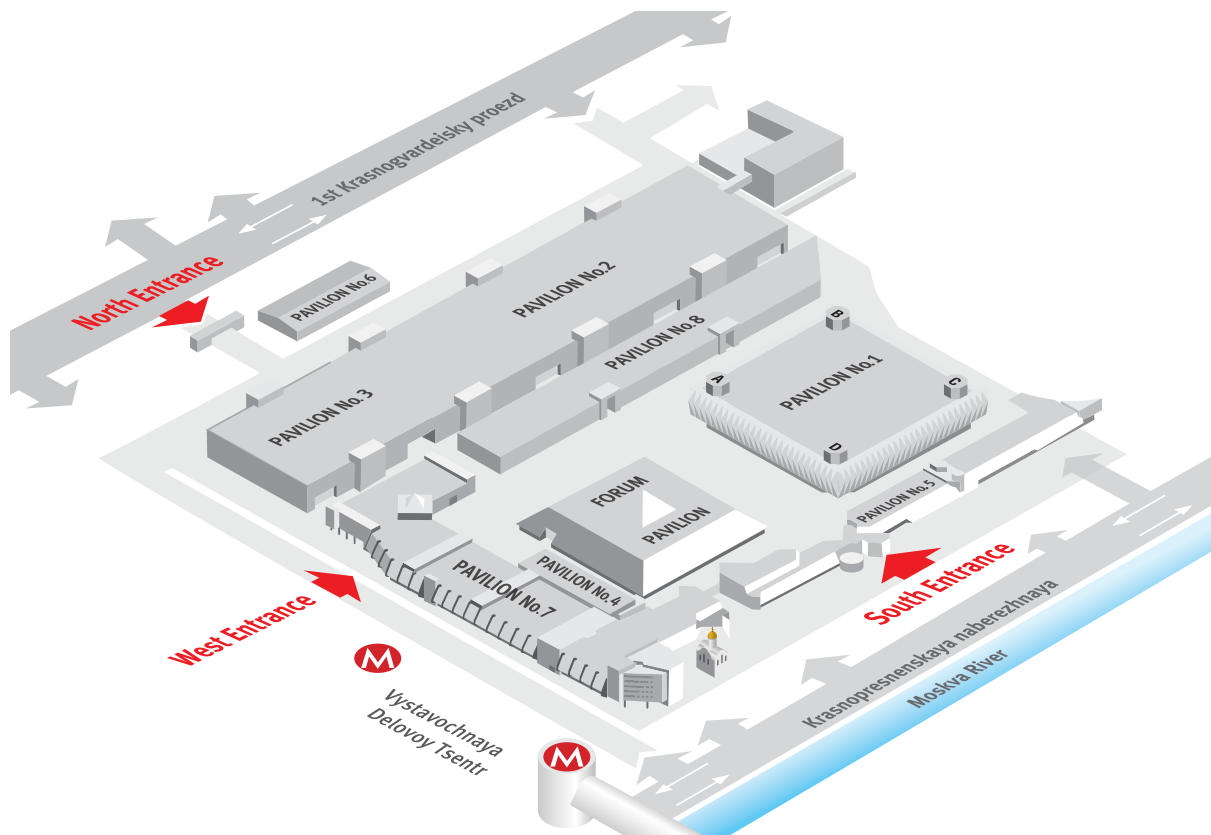 1st Krasnogvardeisky proezd
North Entrance
PAVILION No.6
PAVILION No.2
PAVILION No.8
PAVILION No. 3
B
A
PAVILION No.1
C
D
FORUM
PAVILION
PAVILION No.5
PAVILION No.4
PAVILION No.7
West Entrance
South Entrance
M
Vystavochnaya
Delovoy Tsentr
M
Krasnopresnenskaya naberezhnaya
Moskva River